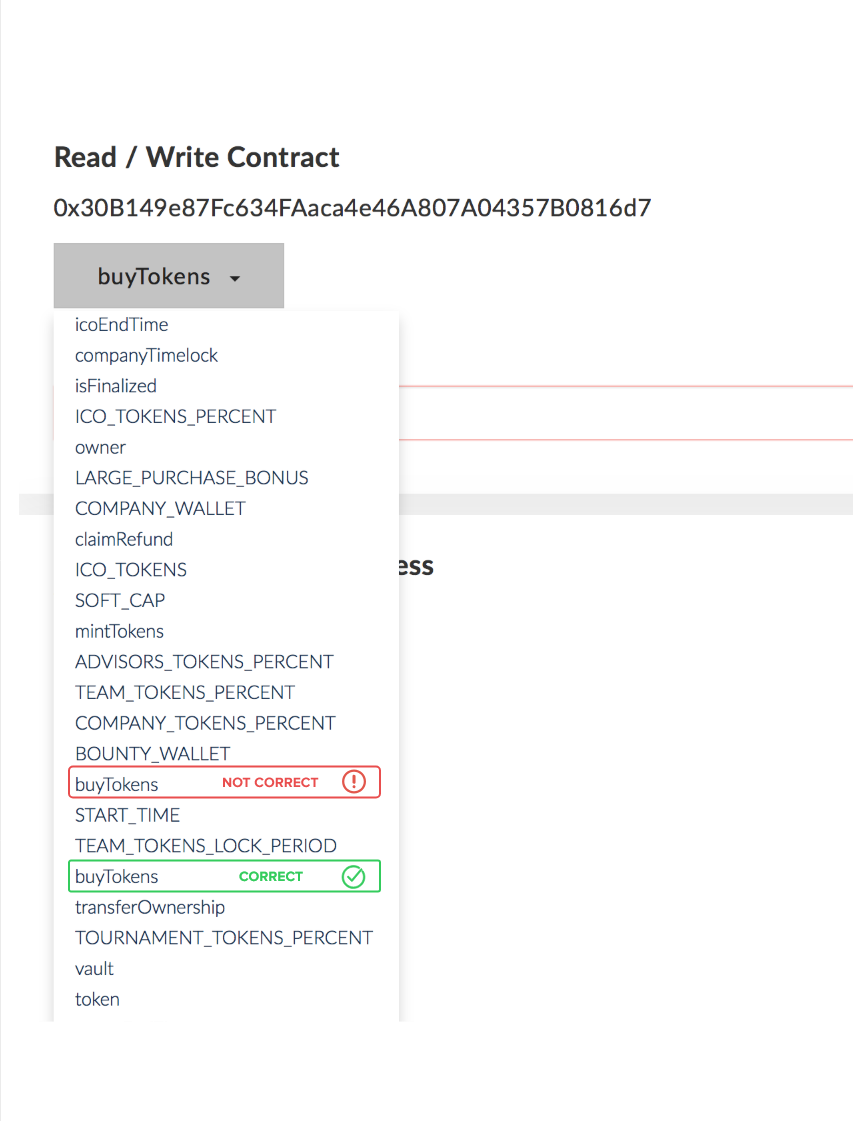 Read / Write Contract
0x30B149e87Fc634FAaca4e46A807A04357B0816d7
buyTokens
icoEndTime
companyTimelock
isFinalized
ICO_TOKENS_PERCENT
owner
LARGE_PURCHASE_BONUS
COMPANY_WALLET
claimRefund
ess
ICO_TOKENS
SOFT_CAP
mintTokens
ADVISORS_TOKENS_PERCENT
TEAM_TOKENS_PERCENT
COMPANY_TOKENS_PERCENT
BOUNTY_WALLET
buyTokens NOT CORRECT
START_TIME
TEAM_TOKENS_LOCK_PERIOD
buyTokens CORRECT
transferOwnership
TOURNAMENT_TOKENS_PERCENT
vault
token